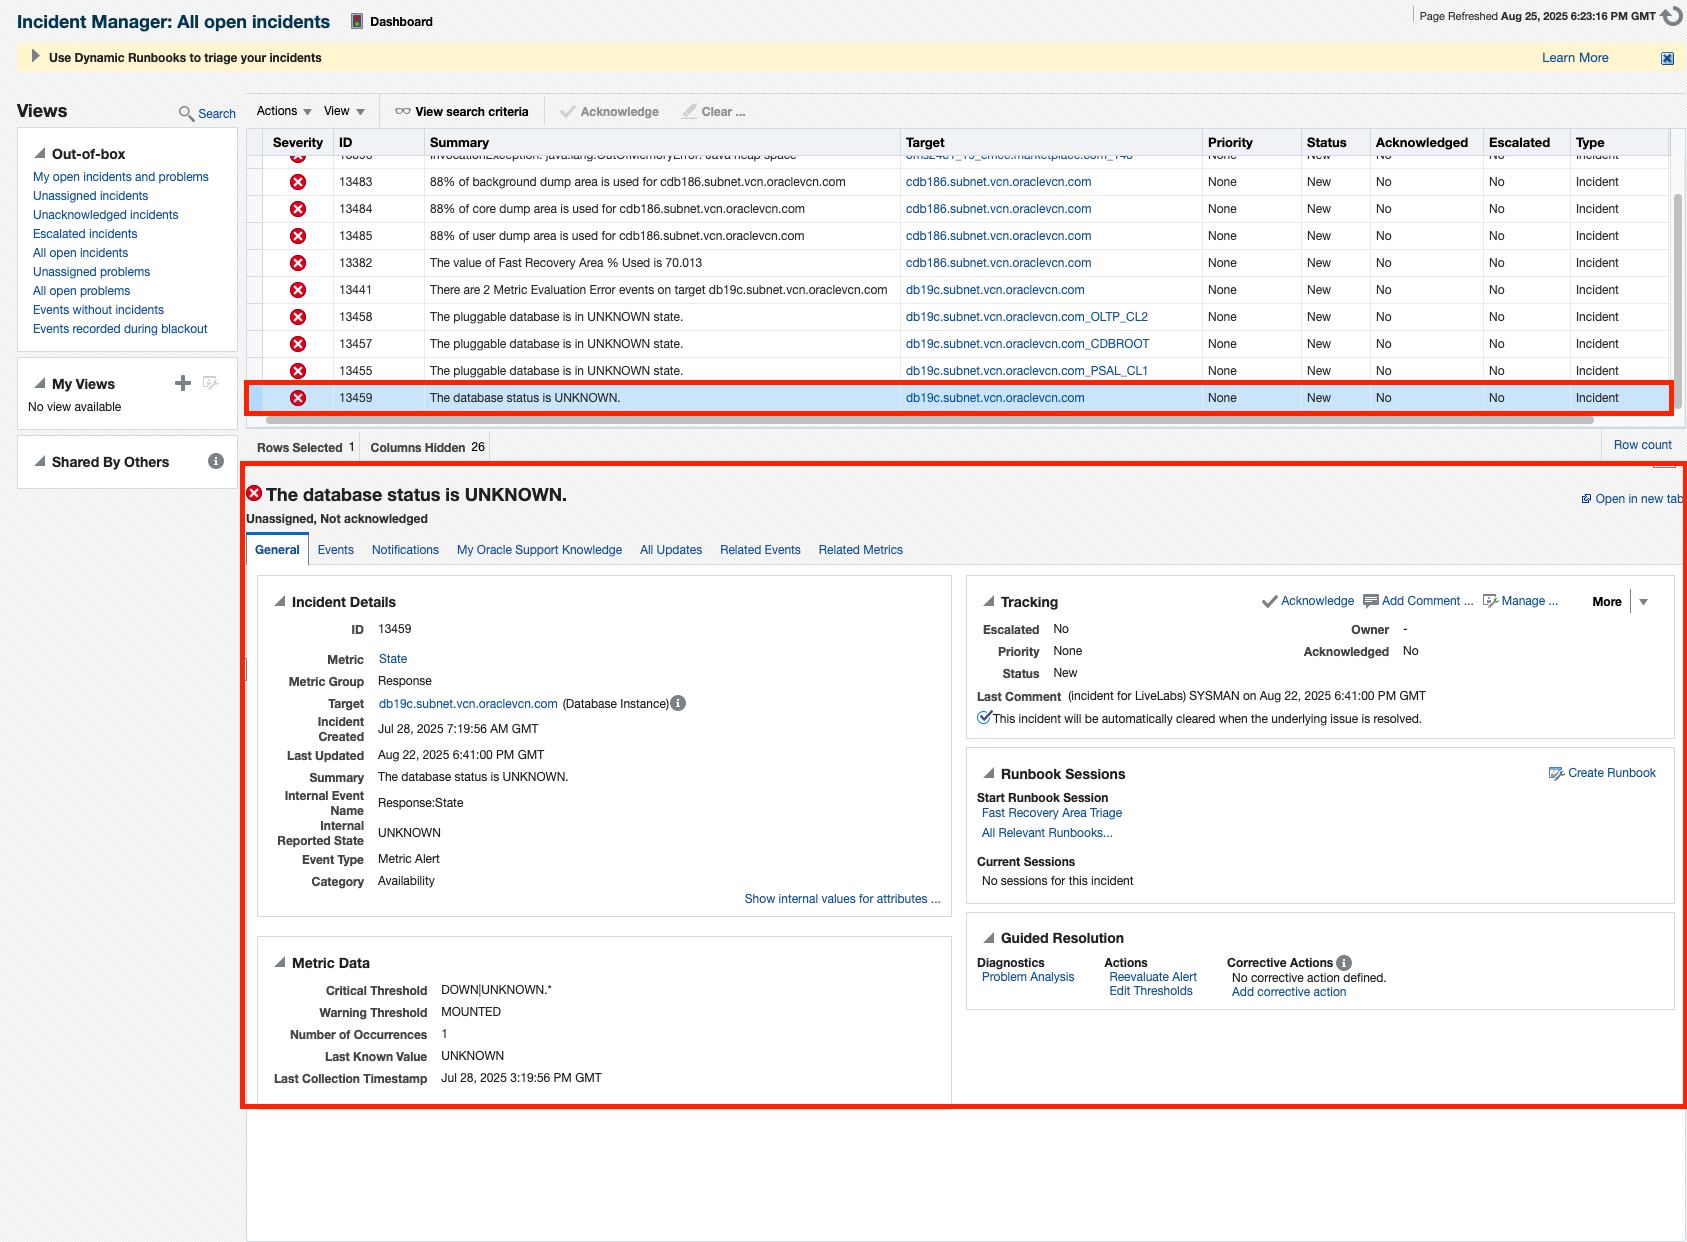 Incident Manager: All open incidents
Dashboard
Page Refreshed Aug 25, 2025 6:23:16 PM GMT
Use Dynamic Runbooks to triage your incidents
Learn More
Views
Search
Out-of-box
My open incidents and problems
Unassigned incidents
Unacknowledged incidents
Escalated incidents
All open incidents
Unassigned problems
All open problems
Events without incidents
Events recorded during blackout
My Views
No view available
Shared By Others
Actions View View search criteria Acknowledge Clear ...
Severity ID Summary Target Priority Status Acknowledged Escalated Type
InvocationException: java.lang.OutOfMemoryError: Java heap space None New No No Incident
13483 88% of background dump area is used for cdb186.subnet.vcn.oraclevcn.com cdb186.subnet.vcn.oraclevcn.com None New No No Incident
13484 88% of core dump area is used for cdb186.subnet.vcn.oraclevcn.com cdb186.subnet.vcn.oraclevcn.com None New No No Incident
13485 88% of user dump area is used for cdb186.subnet.vcn.oraclevcn.com cdb186.subnet.vcn.oraclevcn.com None New No No Incident
13382 The value of Fast Recovery Area % Used is 70.013 cdb186.subnet.vcn.oraclevcn.com None New No No Incident
13441 There are 2 Metric Evaluation Error events on target db19c.subnet.vcn.oraclevcn.com db19c.subnet.vcn.oraclevcn.com None New No No Incident
13458 The pluggable database is in UNKNOWN state. db19c.subnet.vcn.oraclevcn.com_OLTP_CL2 None New No No Incident
13457 The pluggable database is in UNKNOWN state. db19c.subnet.vcn.oraclevcn.com_CDBROOT None New No No Incident
13455 The pluggable database is in UNKNOWN state. db19c.subnet.vcn.oraclevcn.com_PSAL_CL1 None New No No Incident
13459 The database status is UNKNOWN. db19c.subnet.vcn.oraclevcn.com None New No No Incident
Rows Selected 1 Columns Hidden 26
Row count
The database status is UNKNOWN.
Open in new tab
Unassigned, Not acknowledged
General Events Notifications My Oracle Support Knowledge All Updates Related Events Related Metrics
Incident Details
ID 13459
Metric State
Metric Group Response
Target db19c.subnet.vcn.oraclevcn.com (Database Instance)
Incident Created Jul 28, 2025 7:19:56 AM GMT
Last Updated Aug 22, 2025 6:41:00 PM GMT
Summary The database status is UNKNOWN.
Internal Event Name Response:State
Internal Reported State UNKNOWN
Event Type Metric Alert
Category Availability
Show internal values for attributes ...
Metric Data
Critical Threshold DOWN|UNKNOWN.*
Warning Threshold MOUNTED
Number of Occurrences 1
Last Known Value UNKNOWN
Last Collection Timestamp Jul 28, 2025 3:19:56 PM GMT
Tracking
Acknowledge Add Comment ... Manage ... More
Escalated No Owner -
Priority None Acknowledged No
Status New
Last Comment (incident for LiveLabs) SYSMAN on Aug 22, 2025 6:41:00 PM GMT
This incident will be automatically cleared when the underlying issue is resolved.
Runbook Sessions
Create Runbook
Start Runbook Session
Fast Recovery Area Triage
All Relevant Runbooks...
Current Sessions
No sessions for this incident
Guided Resolution
Diagnostics Actions Corrective Actions
Problem Analysis Reevaluate Alert No corrective action defined.
Edit Thresholds Add corrective action